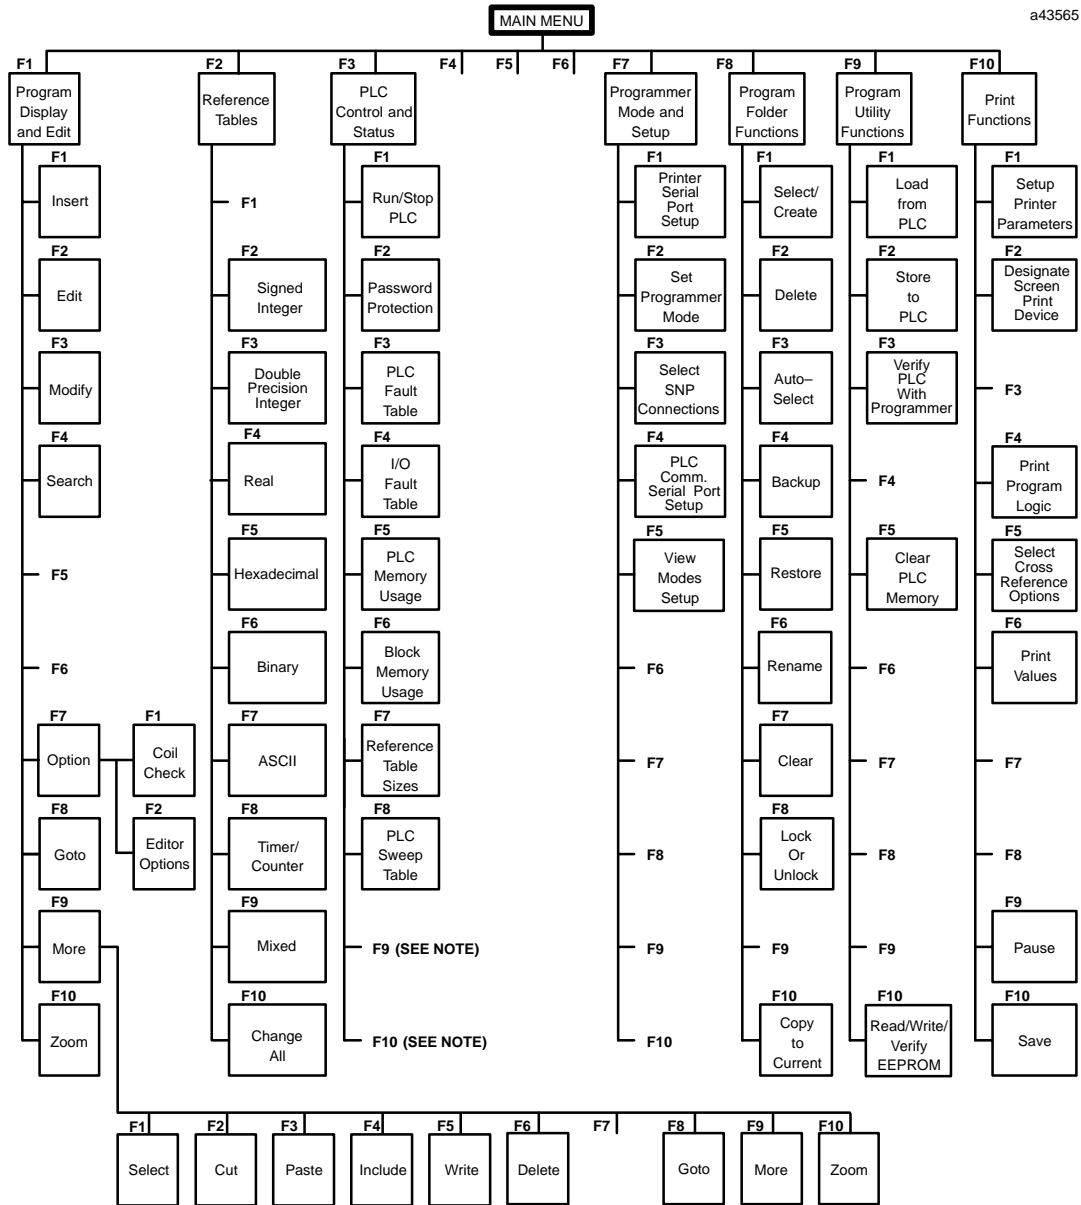 a43565
MAIN MENU
F1
Program
Display
and Edit
F1
Insert
F2
Edit
F3
Modify
F4
Search
F5
F6
F7
Option
F1
Coil
Check
F2
Editor
Options
F8
Goto
F9
More
F10
Zoom
F2
Reference
Tables
F1
F2
Signed
Integer
F3
Double
Precision
Integer
F4
Real
F5
Hexadecimal
F6
Binary
F7
ASCII
F8
Timer/
Counter
F9
Mixed
F10
Change
All
F3
PLC
Control and
Status
F1
Run/Stop
PLC
F2
Password
Protection
F3
PLC
Fault
Table
F4
I/O
Fault
Table
F5
PLC
Memory
Usage
F6
Block
Memory
Usage
F7
Reference
Table
Sizes
F8
PLC
Sweep
Table
F9 (SEE NOTE)
F10 (SEE NOTE)
F4
F5
F6
F7
Programmer
Mode and
Setup
F1
Printer
Serial
Port
Setup
F2
Set
Programmer
Mode
F3
Select
SNP
Connections
F4
PLC
Comm.
Serial Port
Setup
F5
View
Modes
Setup
F6
F7
F8
F9
F10
F8
Program
Folder
Functions
F1
Select/
Create
F2
Delete
F3
Auto–
Select
F4
Backup
F5
Restore
F6
Rename
F7
Clear
F8
Lock
Or
Unlock
F9
F10
Copy
to
Current
F9
Program
Utility
Functions
F1
Load
from
PLC
F2
Store
to
PLC
F3
Verify
PLC
With
Programmer
F4
F5
Clear
PLC
Memory
F6
F7
F8
F9
F10
Read/Write/
Verify
EEPROM
F10
Print
Functions
F1
Setup
Printer
Parameters
F2
Designate
Screen
Print
Device
F3
F4
Print
Program
Logic
F5
Select
Cross
Reference
Options
F6
Print
Values
F7
F8
F9
Pause
F10
Save
F1
Select
F2
Cut
F3
Paste
F4
Include
F5
Write
F6
Delete
F7
F8
Goto
F9
More
F10
Zoom